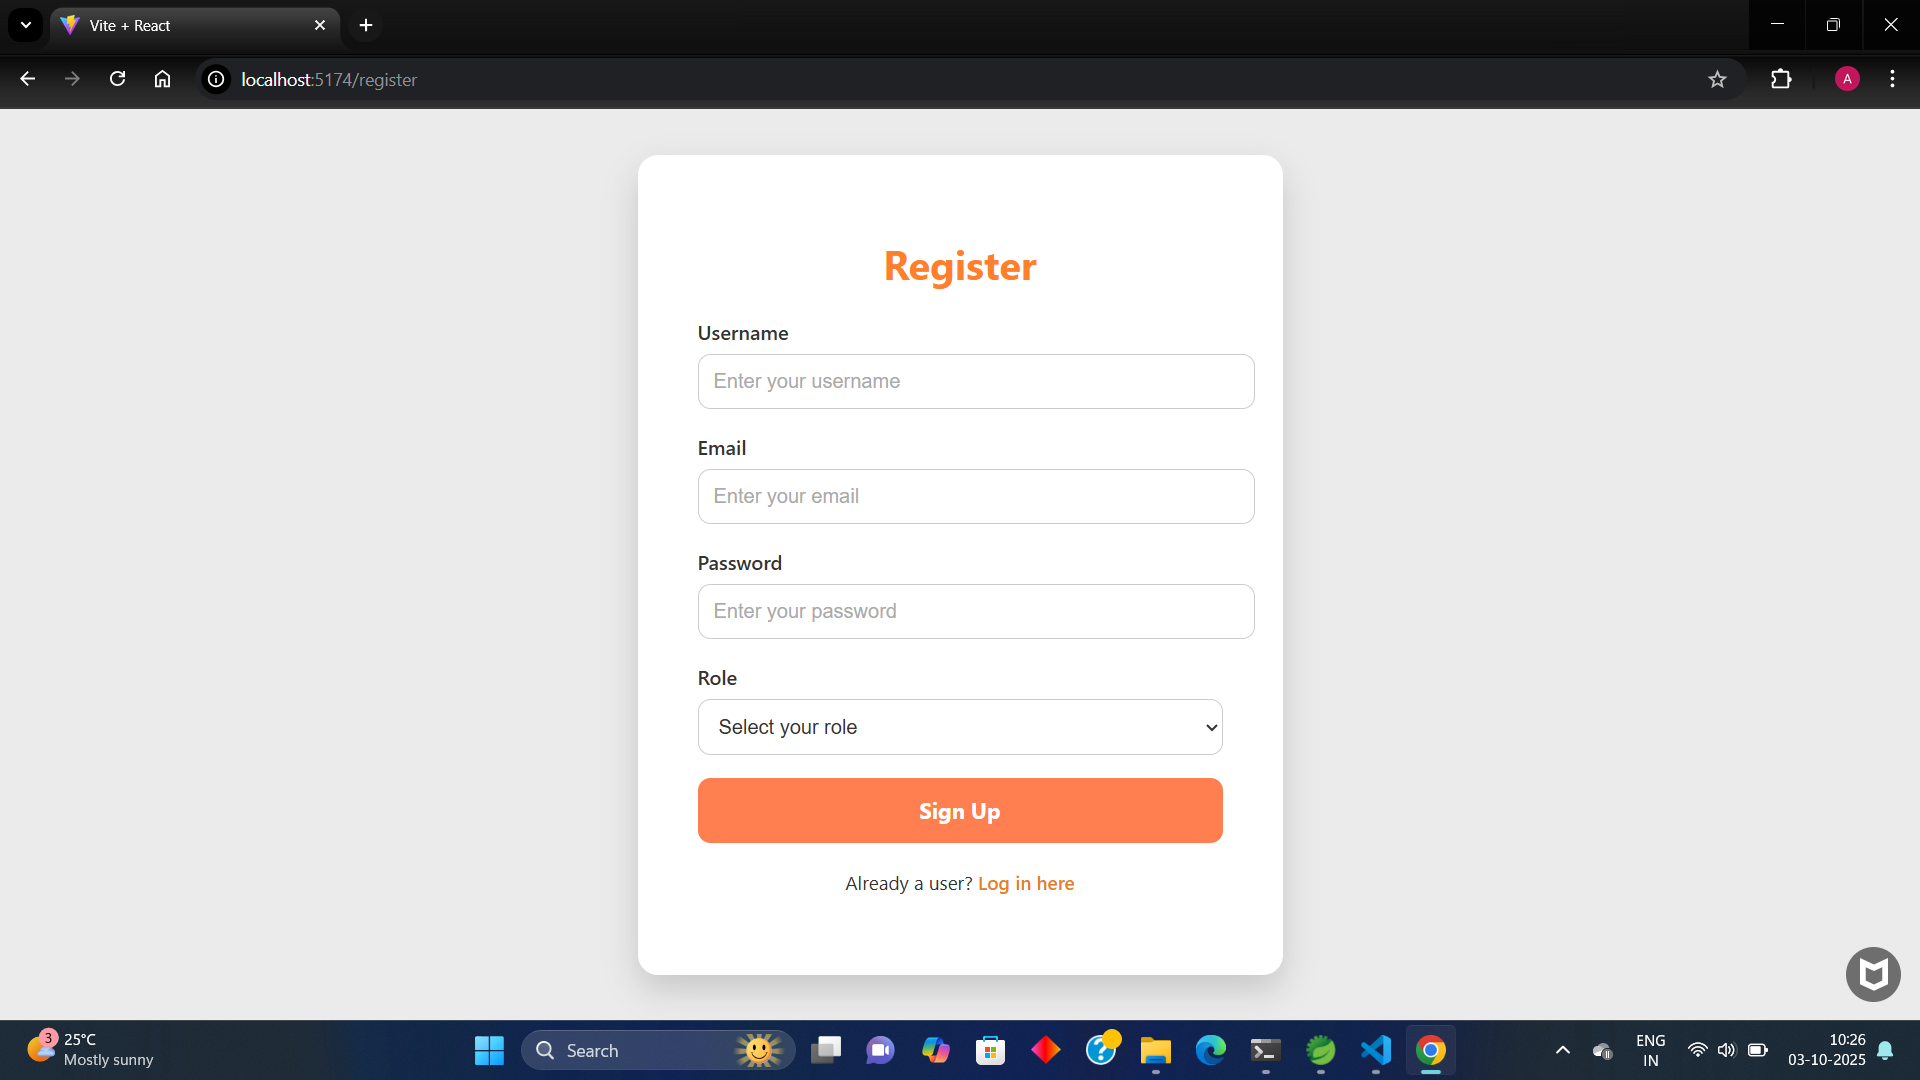 Vite + React
localhost:5174/register
A
Register
Username
Enter your username
Email
Enter your email
Password
Enter your password
Role
Select your role
Sign Up
Already a user? Log in here
3
25°C
Mostly sunny
Search
ENG
IN
10:26
03-10-2025